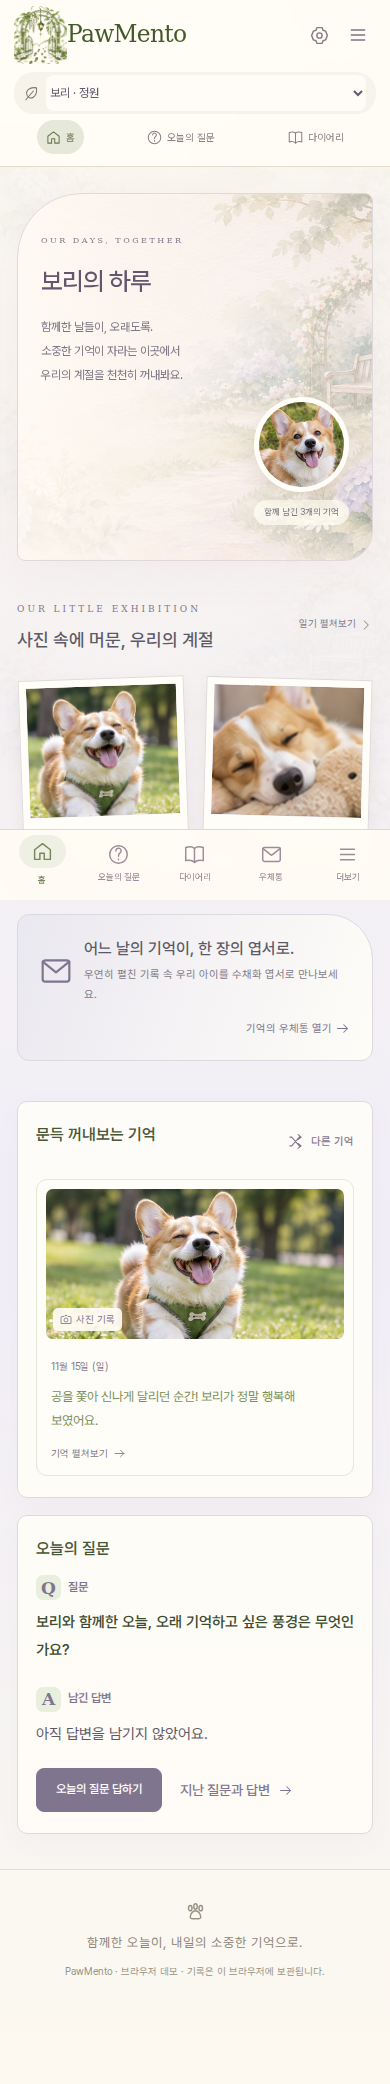 PawMento
보리 · 정원
홈
오늘의 질문
다이어리
OUR DAYS, TOGETHER
보리의 하루
함께한 날들이, 오래도록.
소중한 기억이 자라는 이곳에서
우리의 계절을 천천히 꺼내봐요.
함께 남긴 3개의 기억
OUR LITTLE EXHIBITION
사진 속에 머문, 우리의 계절
일기 펼쳐보기
홈
오늘의 질문
다이어리
우체통
더보기
어느 날의 기억이, 한 장의 엽서로.
우연히 펼친 기록 속 우리 아이를 수채화 엽서로 만나보세
요.
기억의 우체통 열기
문득 꺼내보는 기억
다른 기억
사진 기록
11월 15일 (일)
공을 쫓아 신나게 달리던 순간! 보리가 정말 행복해
보였어요.
기억 펼쳐보기
오늘의 질문
Q 질문
보리와 함께한 오늘, 오래 기억하고 싶은 풍경은 무엇인
가요?
A 남긴 답변
아직 답변을 남기지 않았어요.
오늘의 질문 답하기
지난 질문과 답변
함께한 오늘이, 내일의 소중한 기억으로.
PawMento · 브라우저 데모 · 기록은 이 브라우저에 보관됩니다.